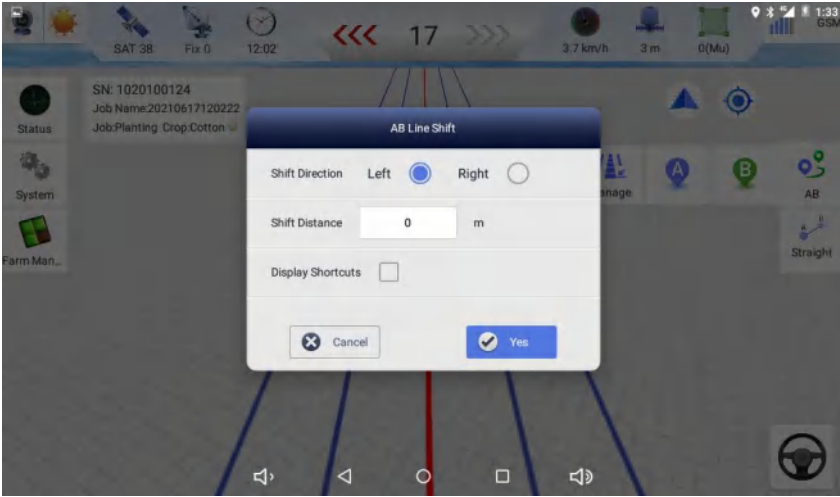 1:33
SAT 38
Fix 0
12:02
17
3.7 km/h
3 m
0(Mu)
GSM
SN: 1020100124
Job Name:20210617120222
Job:Planting Crop:Cotton
Status
System
Farm Man...
AB Line Shift
Shift Direction Left Right
Shift Distance 0 m
Display Shortcuts
Cancel Yes
anage
A
B
AB
Straight